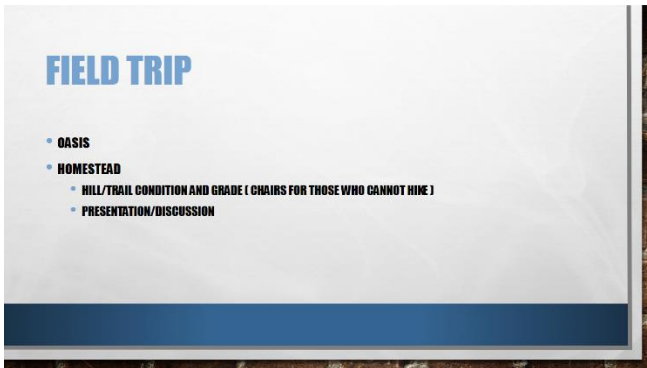 FIELD TRIP
OASIS
HOMESTEAD
HILL/TRAIL CONDITION AND GRADE ( CHAIRS FOR THOSE WHO CANNOT HIKE )
PRESENTATION/DISCUSSION